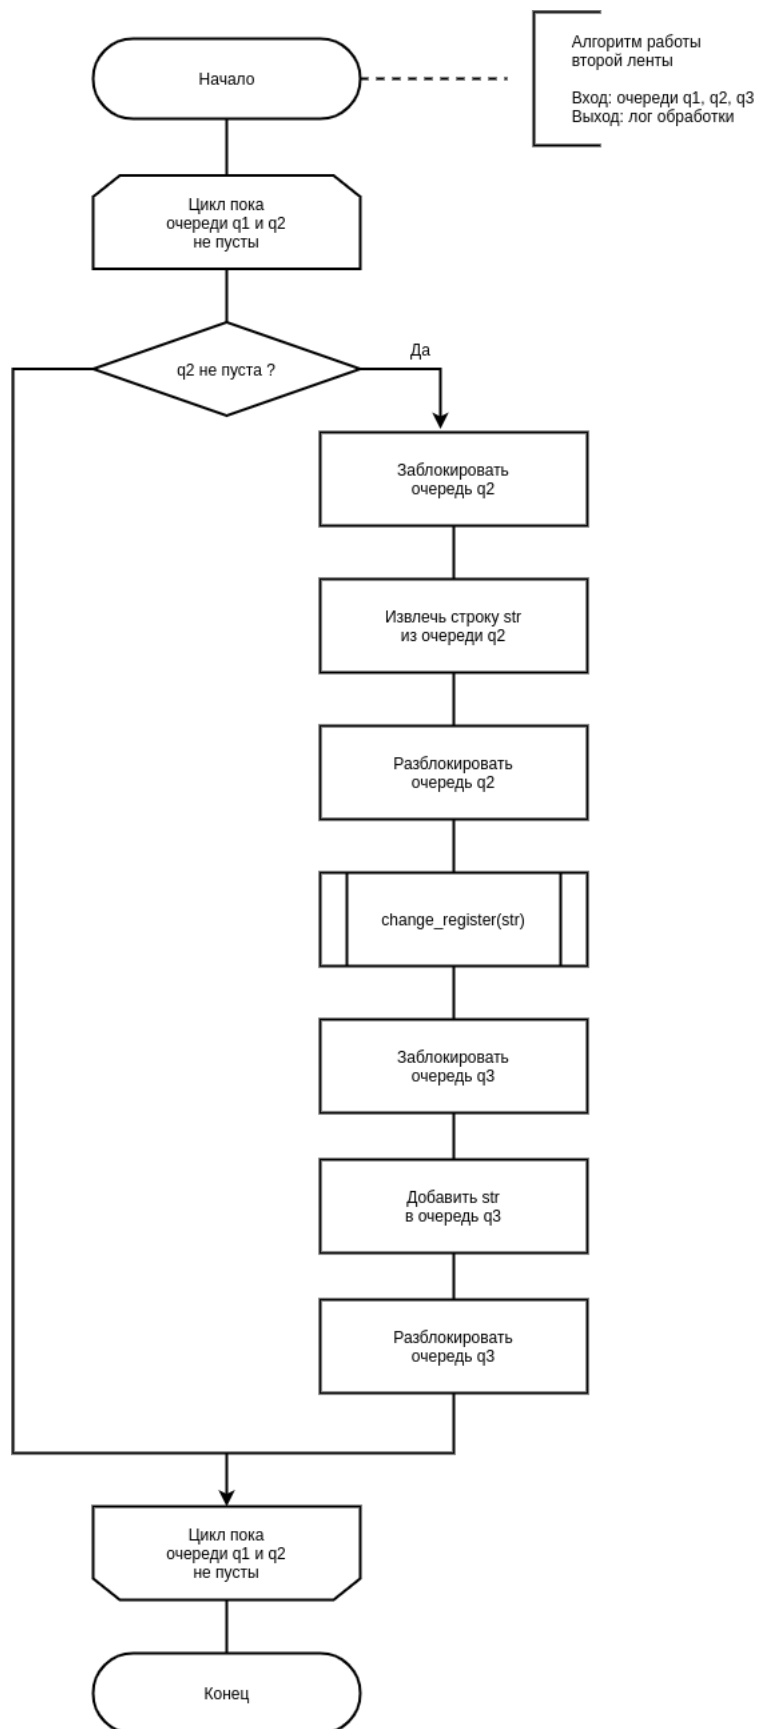 Начало
Алгоритм работы
второй ленты
Вход: очереди q1, q2, q3
Выход: лог обработки
Цикл пока
очереди q1 и q2
не пусты
q2 не пуста ?
Да
Заблокировать
очередь q2
Извлечь строку str
из очереди q2
Разблокировать
очередь q2
change_register(str)
Заблокировать
очередь q3
Добавить str
в очередь q3
Разблокировать
очередь q3
Цикл пока
очереди q1 и q2
не пусты
Конец